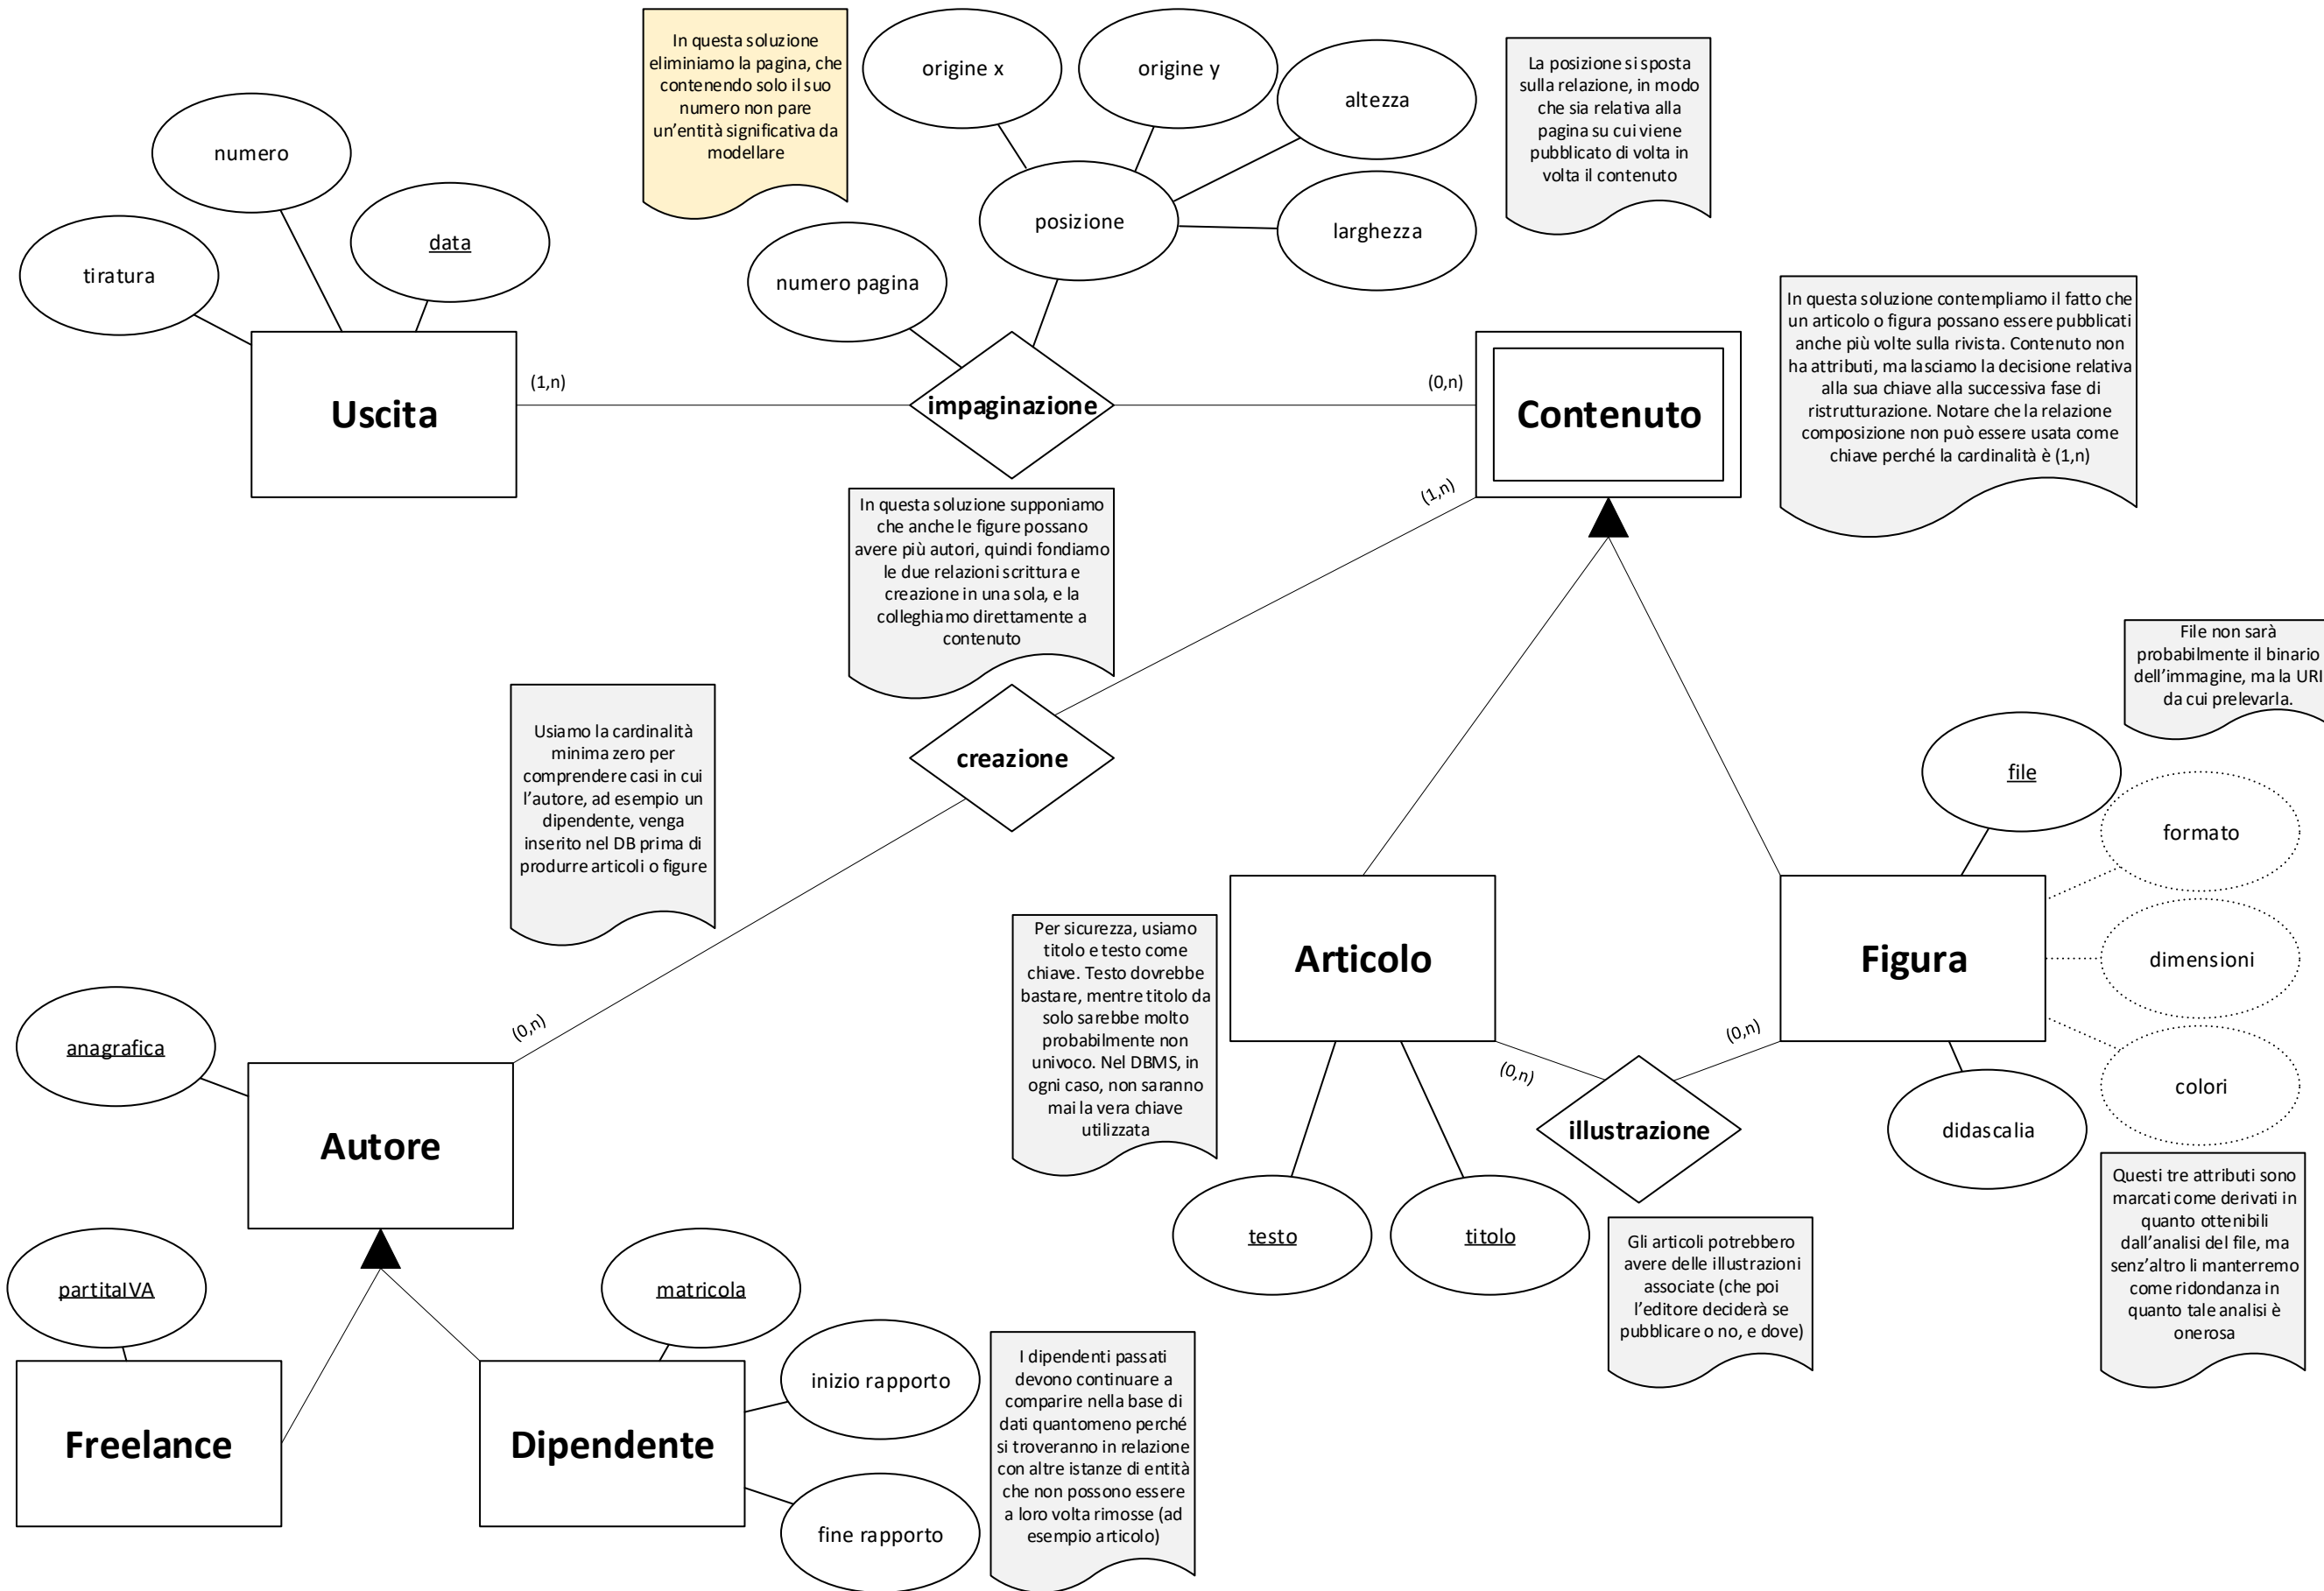 In questa soluzione
eliminiamo la pagina, che
contenendo solo il suo
numero non pare
un'entità significativa da
modellare
origine x
origine y
altezza
La posizione si sposta
sulla relazione, in modo
che sia relativa alla
pagina su cui viene
pubblicato di volta in
volta il contenuto
numero
data
tiratura
posizione
larghezza
numero pagina
In questa soluzione contempliamo il fatto che
un articolo o figura possano essere pubblicati
anche più volte sulla rivista. Contenuto non
ha attributi, ma lasciamo la decisione relativa
alla sua chiave alla successiva fase di
ristrutturazione. Notare che la relazione
composizione non può essere usata come
chiave perché la cardinalità è (1,n)
(1,n)
(0,n)
Uscita
impaginazione
Contenuto
(1,n)
In questa soluzione supponiamo
che anche le figure possano
avere più autori, quindi fondiamo
le due relazioni scrittura e
creazione in una sola, e la
colleghiamo direttamente a
contenuto
File non sarà
probabilmente il binario
dell'immagine, ma la URI
da cui prelevarla.
Usiamo la cardinalità
minima zero per
comprendere casi in cui
l'autore, ad esempio un
dipendente, venga
inserito nel DB prima di
produrre articoli o figure
creazione
file
formato
Per sicurezza, usiamo
titolo e testo come
chiave. Testo dovrebbe
bastare, mentre titolo da
solo sarebbe molto
probabilmente non
univoco. Nel DBMS, in
ogni caso, non saranno
mai la vera chiave
utilizzata
Articolo
Figura
dimensioni
(0,n)
anagrafica
(0,n)
(0,n)
colori
Autore
illustrazione
didascalia
testo
titolo
Gli articoli potrebbero
avere delle illustrazioni
associate (che poi
l'editore deciderà se
pubblicare o no, e dove)
Questi tre attributi sono
marcati come derivati in
quanto ottenibili
dall'analisi del file, ma
senz'altro li manterremo
come ridondanza in
quanto tale analisi è
onerosa
partitaIVA
matricola
inizio rapporto
I dipendenti passati
devono continuare a
comparire nella base di
dati quantomeno perché
si troveranno in relazione
con altre istanze di entità
che non possono essere
a loro volta rimosse (ad
esempio articolo)
Freelance
Dipendente
fine rapporto